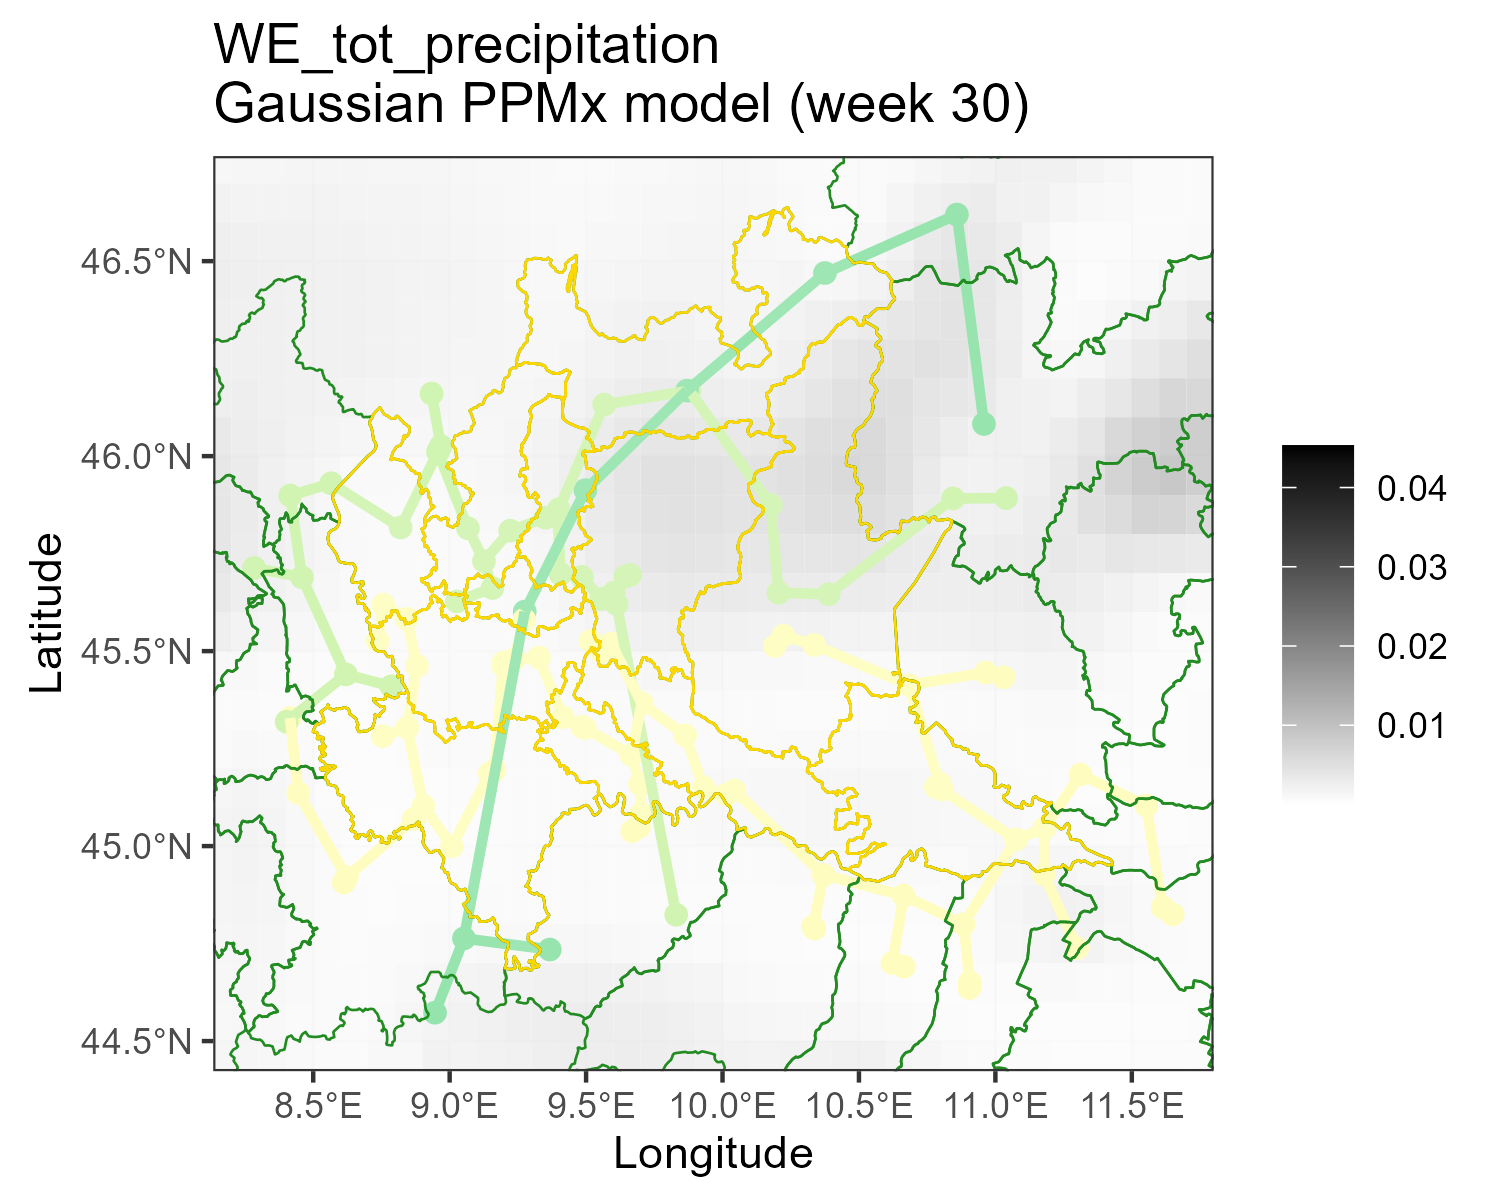 WE_tot_precipitation
Gaussian PPMx model (week 30)
46.5°N
46.0°N
45.5°N
45.0°N
44.5°N
Latitude
8.5°E
9.0°E
9.5°E
10.0°E
10.5°E
11.0°E
11.5°E
Longitude
0.04
0.03
0.02
0.01